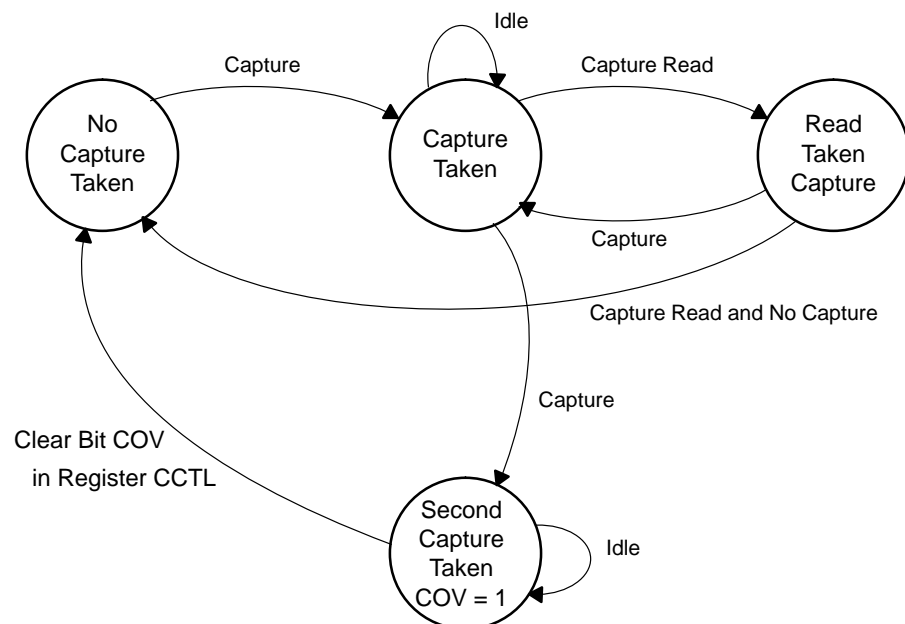 Idle
Capture
Capture Read
No
Capture
Taken
Capture
Taken
Read
Taken
Capture
Capture
Capture Read and No Capture
Capture
Clear Bit COV
in Register CCTL
Second
Capture
Taken
COV = 1
Idle